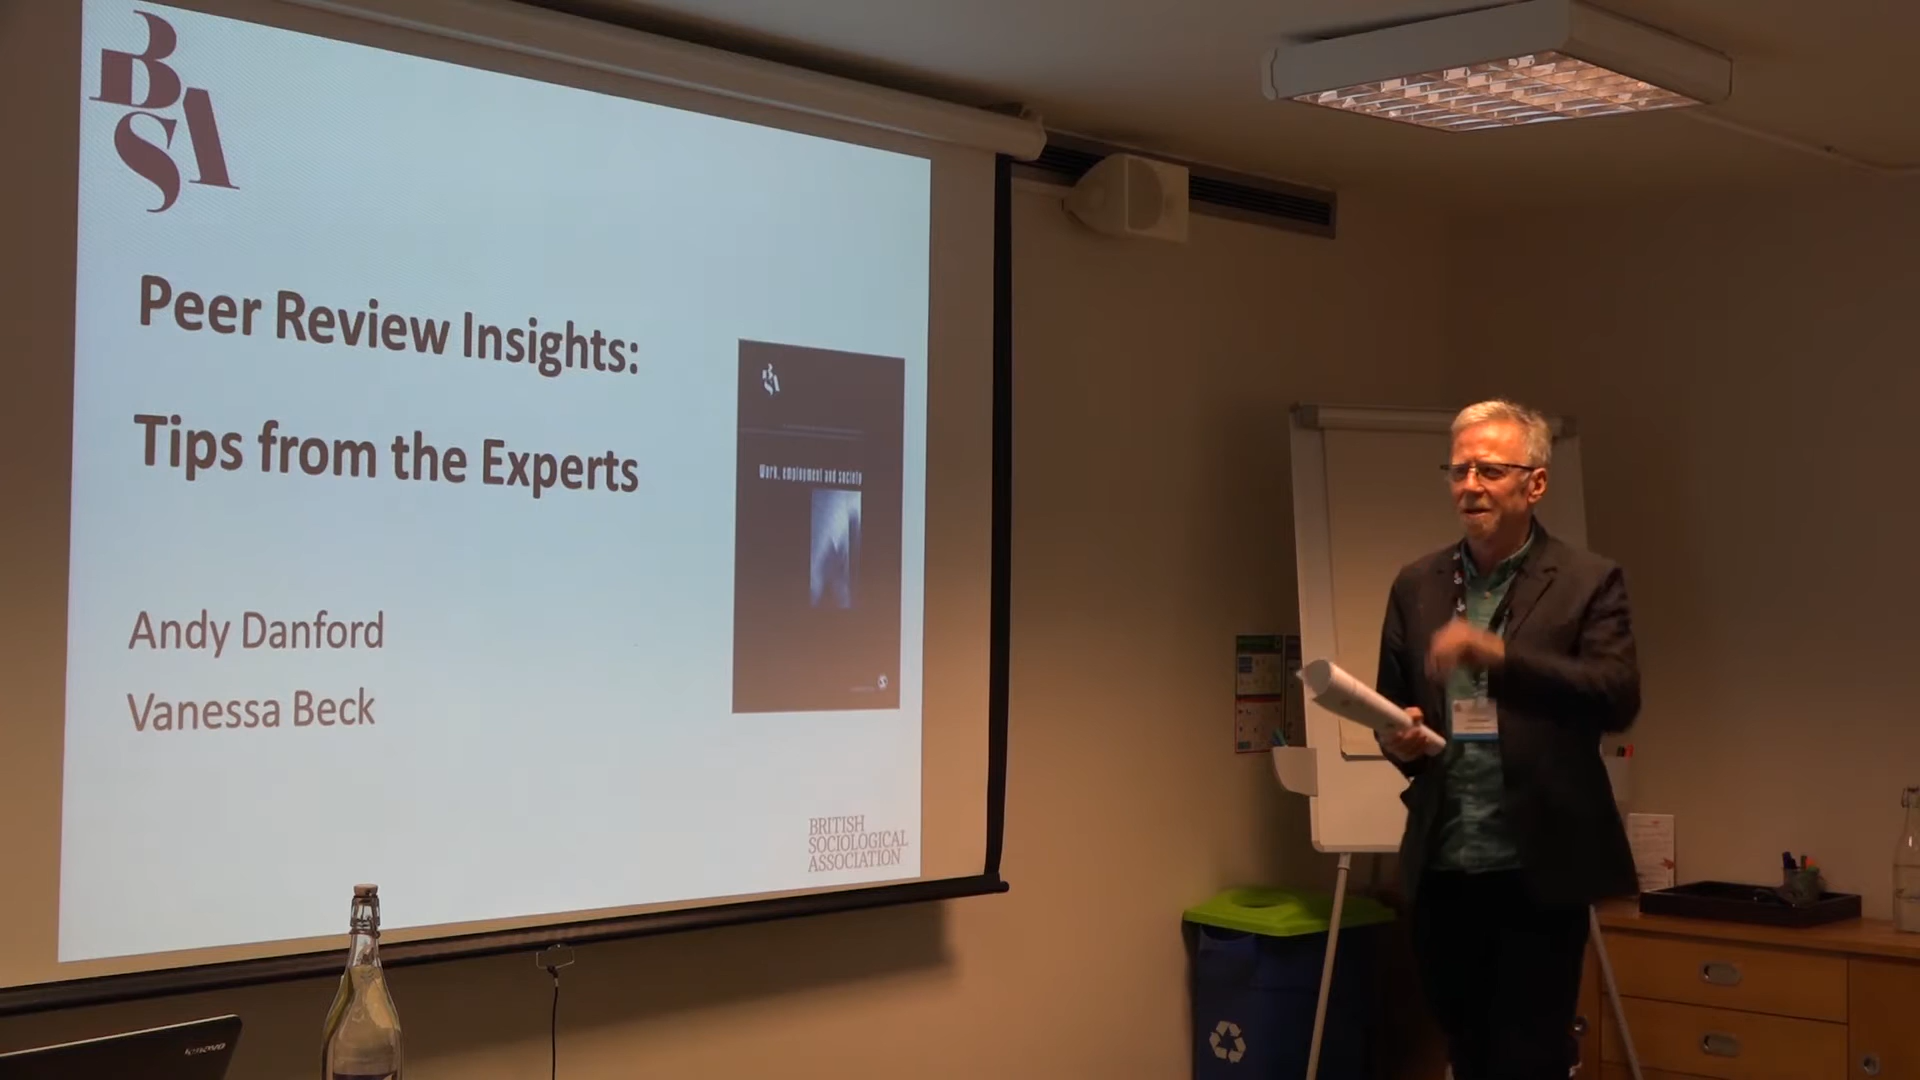 BSA
Peer Review Insights:
Tips from the Experts
BSA
Work, employment and society
Andy Danford
Vanessa Beck
BRITISH
SOCIOLOGICAL
ASSOCIATION
lenovo